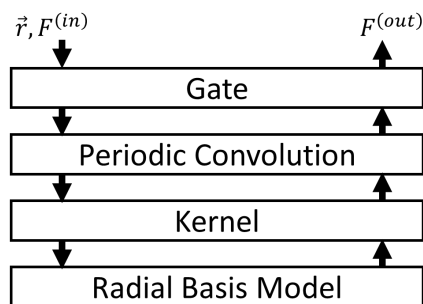 r⃗, F^(in) F^(out)
Gate
Periodic Convolution
Kernel
Radial Basis Model